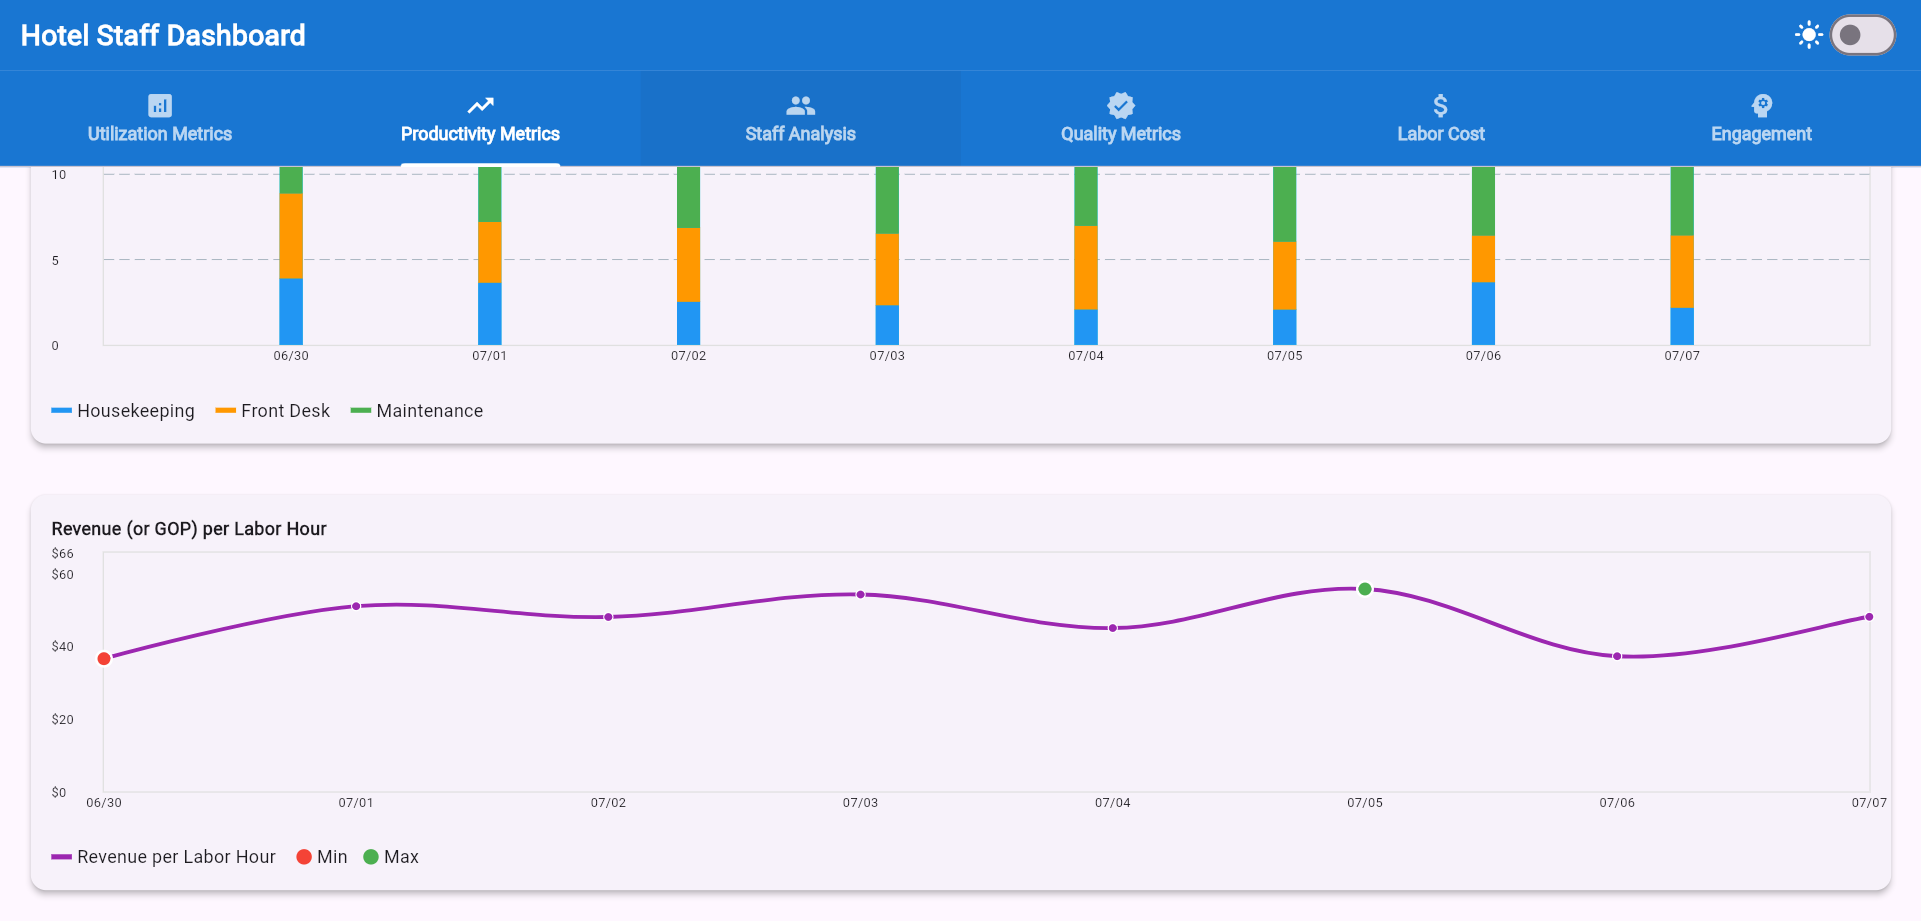 Hotel Staff Dashboard
Utilization Metrics
Productivity Metrics
Staff Analysis
Quality Metrics
Labor Cost
Engagement
10
5
0
06/30 07/01 07/02 07/03 07/04 07/05 07/06 07/07
Housekeeping Front Desk Maintenance
Revenue (or GOP) per Labor Hour
$66
$60
$40
$20
$0
06/30 07/01 07/02 07/03 07/04 07/05 07/06 07/07
Revenue per Labor Hour Min Max